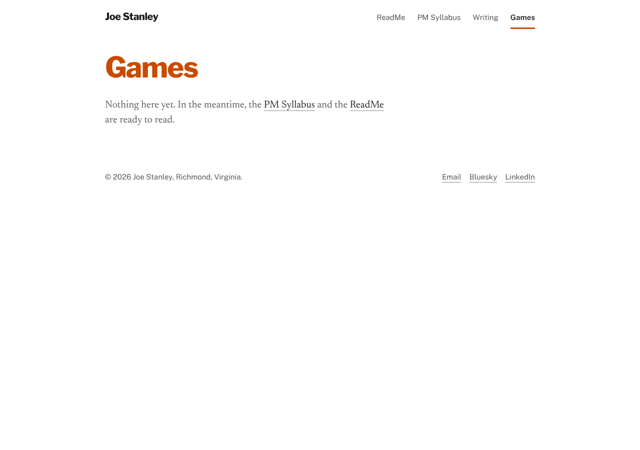 Joe Stanley
ReadMe PM Syllabus Writing Games
Games
Nothing here yet. In the meantime, the PM Syllabus and the ReadMe
are ready to read.
© 2026 Joe Stanley, Richmond, Virginia.
Email Bluesky LinkedIn